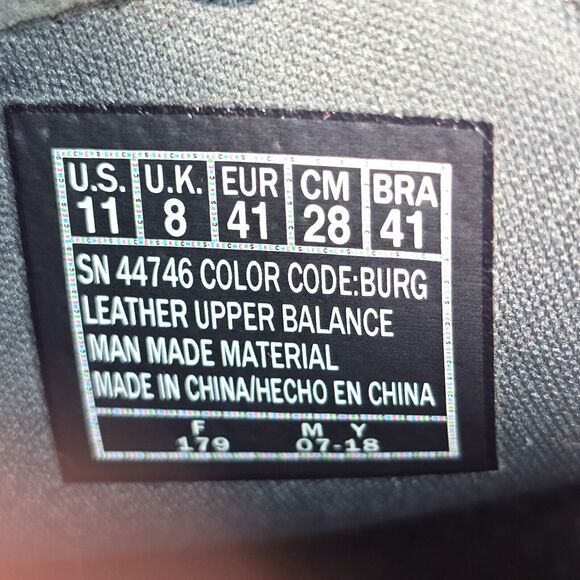 U.S. U.K. EUR CM BRA
11 8 41 28 41
SN 44746 COLOR CODE:BURG
LEATHER UPPER BALANCE
MAN MADE MATERIAL
MADE IN CHINA/HECHO EN CHINA
F M Y
179 07-18